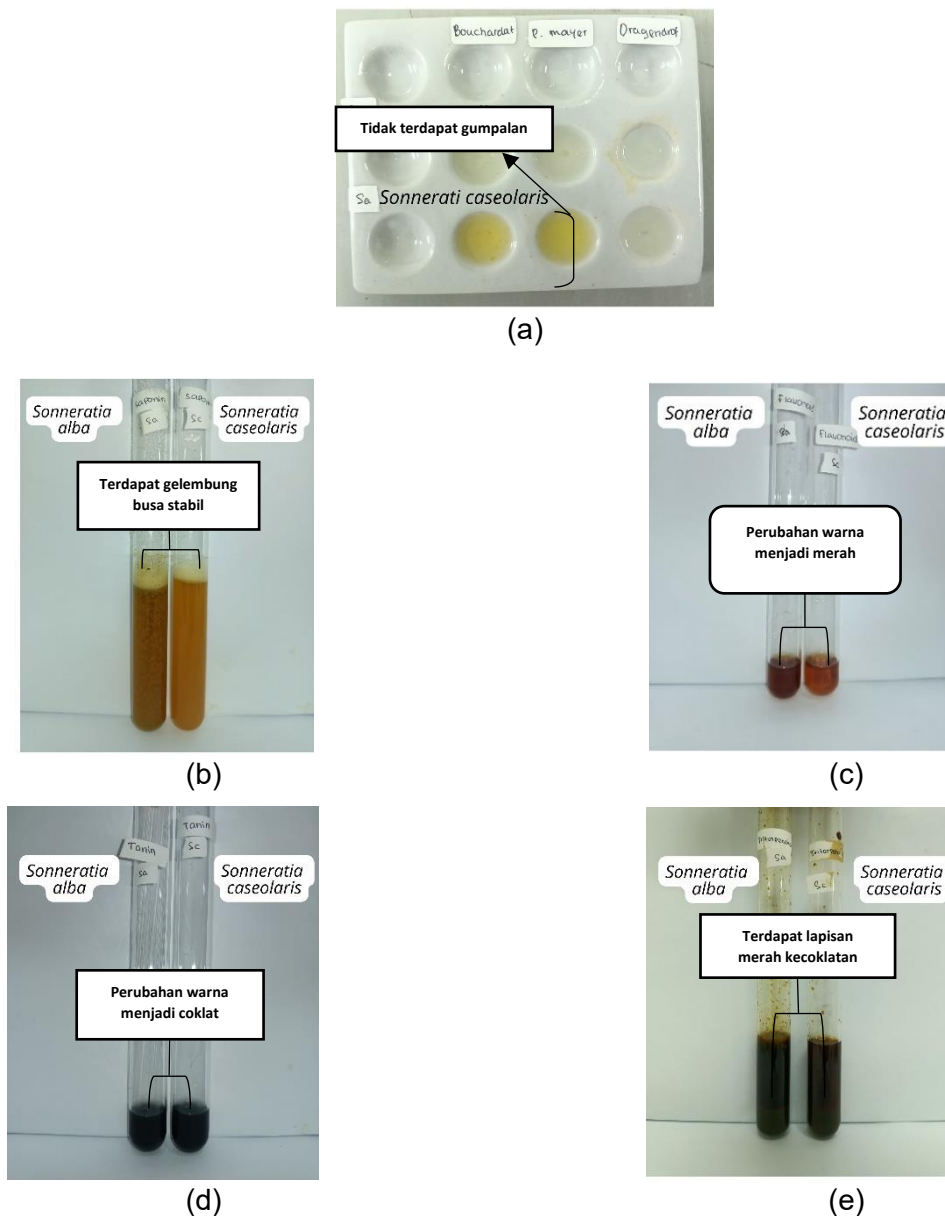 Bouchardat
P. mayer
Dragendrof
Tidak terdapat gumpalan
Sa
Sonnerati caseolaris
(a)
Sonneratia
alba
Saponin
Sa
Sc
Sonneratia
caseolaris
Terdapat gelembung
busa stabil
(b)
Sonneratia
alba
Flavonoid
Sa
Flavonoid
Sc
Sonneratia
caseolaris
Perubahan warna
menjadi merah
(c)
Sonneratia
alba
Tanin
Sa
Tanin
Sc
Sonneratia
caseolaris
Perubahan warna
menjadi coklat
(d)
Sonneratia
alba
Sa
Sc
Sonneratia
caseolaris
Terdapat lapisan
merah kecoklatan
(e)